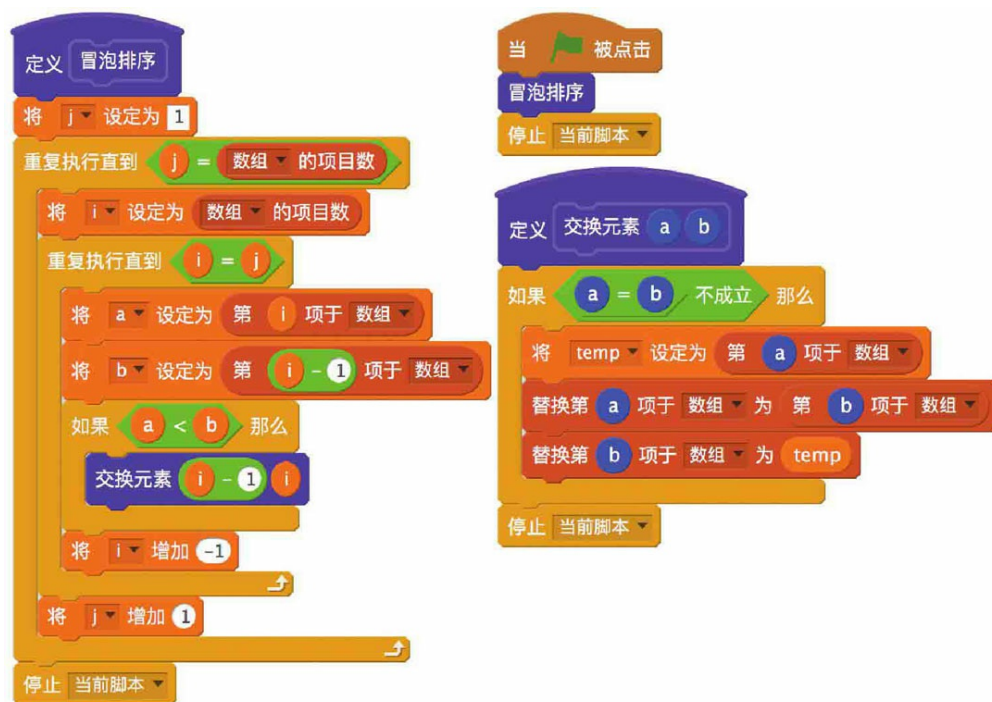 定义 冒泡排序
将 j 设定为 1
重复执行直到 j = 数组 的项目数
将 i 设定为 数组 的项目数
重复执行直到 i = j
将 a 设定为 第 i 项于 数组
将 b 设定为 第 i - 1 项于 数组
如果 a < b 那么
交换元素 i - 1 i
将 i 增加 -1
将 j 增加 1
停止 当前脚本
当 被点击
冒泡排序
停止 当前脚本
定义 交换元素 a b
如果 a = b 不成立 那么
将 temp 设定为 第 a 项于 数组
替换第 a 项于 数组 为 第 b 项于 数组
替换第 b 项于 数组 为 temp
停止 当前脚本